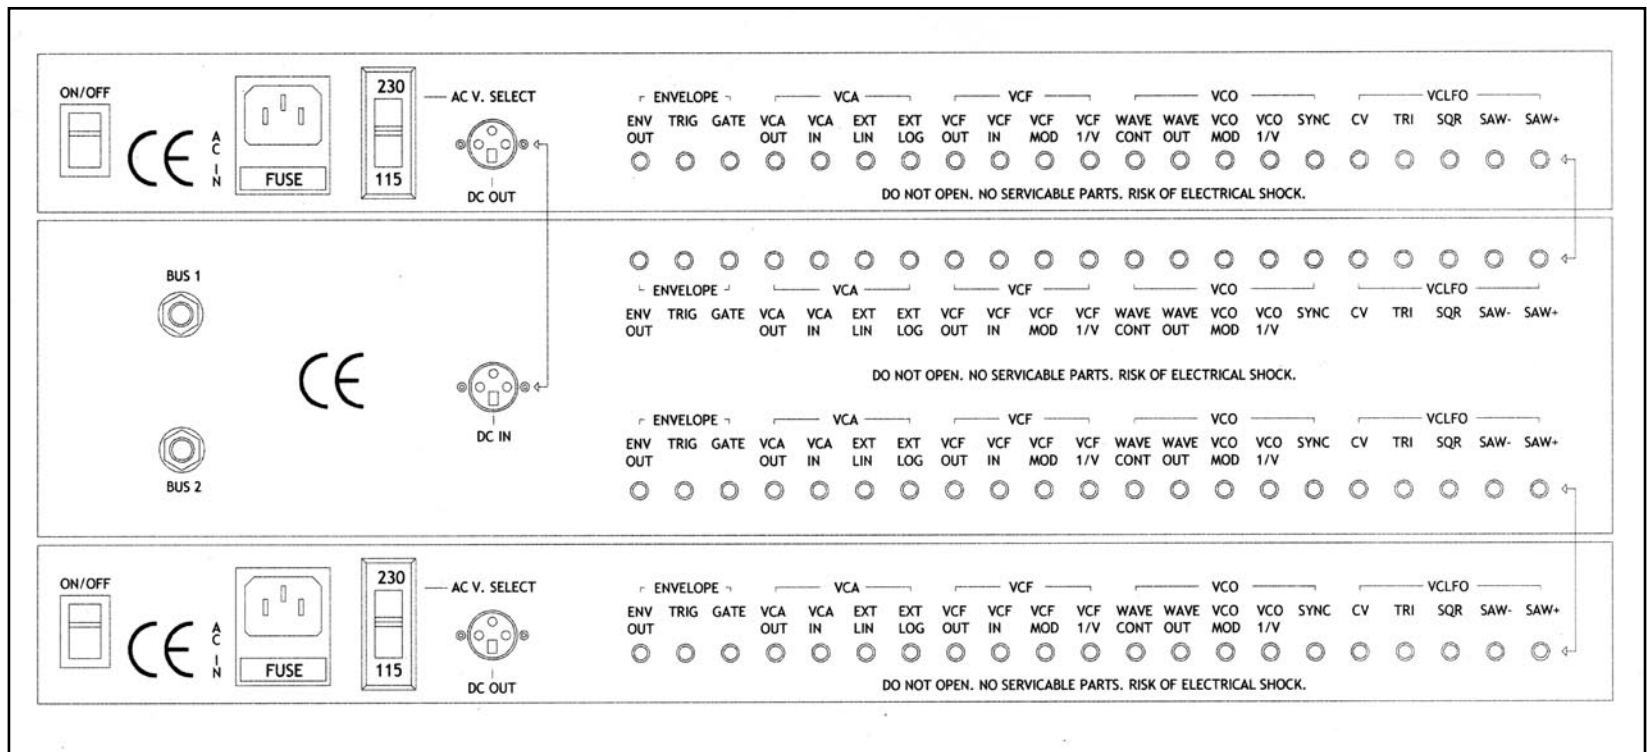 ON/OFF
CE
AC IN
FUSE
230
115
AC V. SELECT
DC OUT
ENVELOPE VCA VCF VCO VCLFO
ENV TRIG GATE VCA VCA EXT EXT VCF VCF VCF VCF WAVE WAVE VCO VCO SYNC CV TRI SQR SAW- SAW+
OUT OUT IN LIN LOG OUT IN MOD 1/V CONT OUT MOD 1/V
DO NOT OPEN. NO SERVICABLE PARTS. RISK OF ELECTRICAL SHOCK.
BUS 1
CE
BUS 2
DC IN
ENVELOPE VCA VCF VCO VCLFO
ENV TRIG GATE VCA VCA EXT EXT VCF VCF VCF VCF WAVE WAVE VCO VCO SYNC CV TRI SQR SAW- SAW+
OUT OUT IN LIN LOG OUT IN MOD 1/V CONT OUT MOD 1/V
DO NOT OPEN. NO SERVICABLE PARTS. RISK OF ELECTRICAL SHOCK.
ENVELOPE VCA VCF VCO VCLFO
ENV TRIG GATE VCA VCA EXT EXT VCF VCF VCF VCF WAVE WAVE VCO VCO SYNC CV TRI SQR SAW- SAW+
OUT OUT IN LIN LOG OUT IN MOD 1/V CONT OUT MOD 1/V
ON/OFF
CE
AC IN
FUSE
230
115
AC V. SELECT
DC OUT
ENVELOPE VCA VCF VCO VCLFO
ENV TRIG GATE VCA VCA EXT EXT VCF VCF VCF VCF WAVE WAVE VCO VCO SYNC CV TRI SQR SAW- SAW+
OUT OUT IN LIN LOG OUT IN MOD 1/V CONT OUT MOD 1/V
DO NOT OPEN. NO SERVICABLE PARTS. RISK OF ELECTRICAL SHOCK.